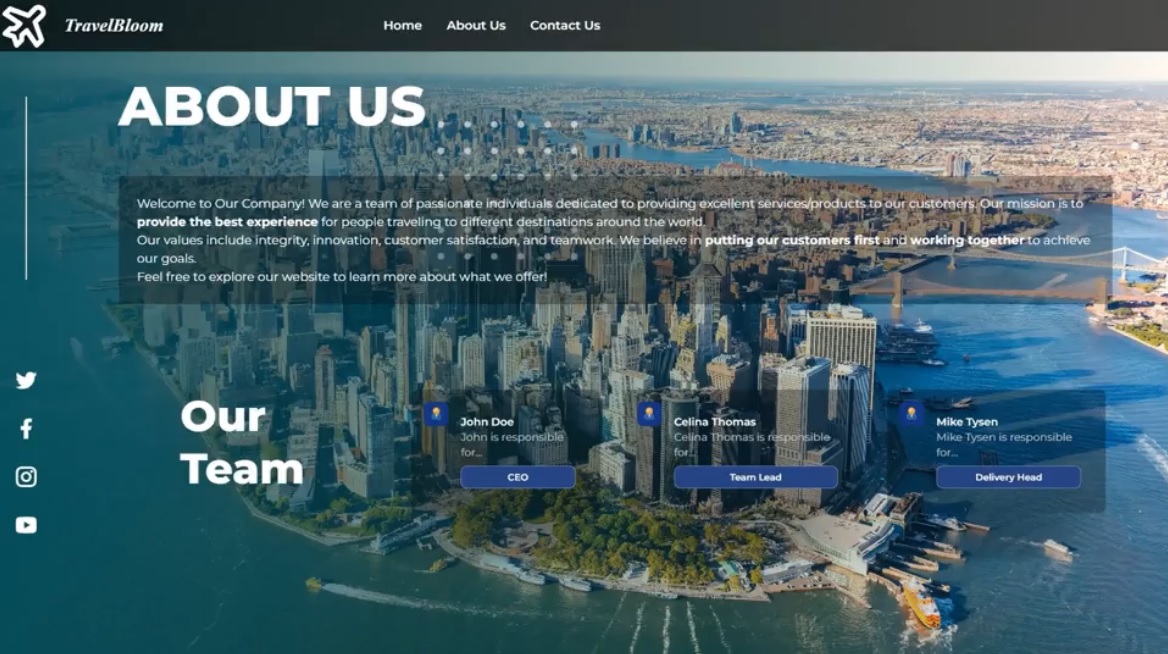 TravelBloom
Home About Us Contact Us
ABOUT US
Welcome to Our Company! We are a team of passionate individuals dedicated to providing excellent services/products to our customers. Our mission is to
provide the best experience for people traveling to different destinations around the world.
Our values include integrity, innovation, customer satisfaction, and teamwork. We believe in putting our customers first and working together to achieve
our goals.
Feel free to explore our website to learn more about what we offer!
Our
Team
John Doe
John is responsible
for...
CEO
Celina Thomas
Celina Thomas is responsible
for...
Team Lead
Mike Tysen
Mike Tysen is responsible
for...
Delivery Head